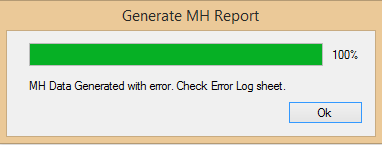 Generate MH Report
100%
MH Data Generated with error. Check Error Log sheet.
Ok